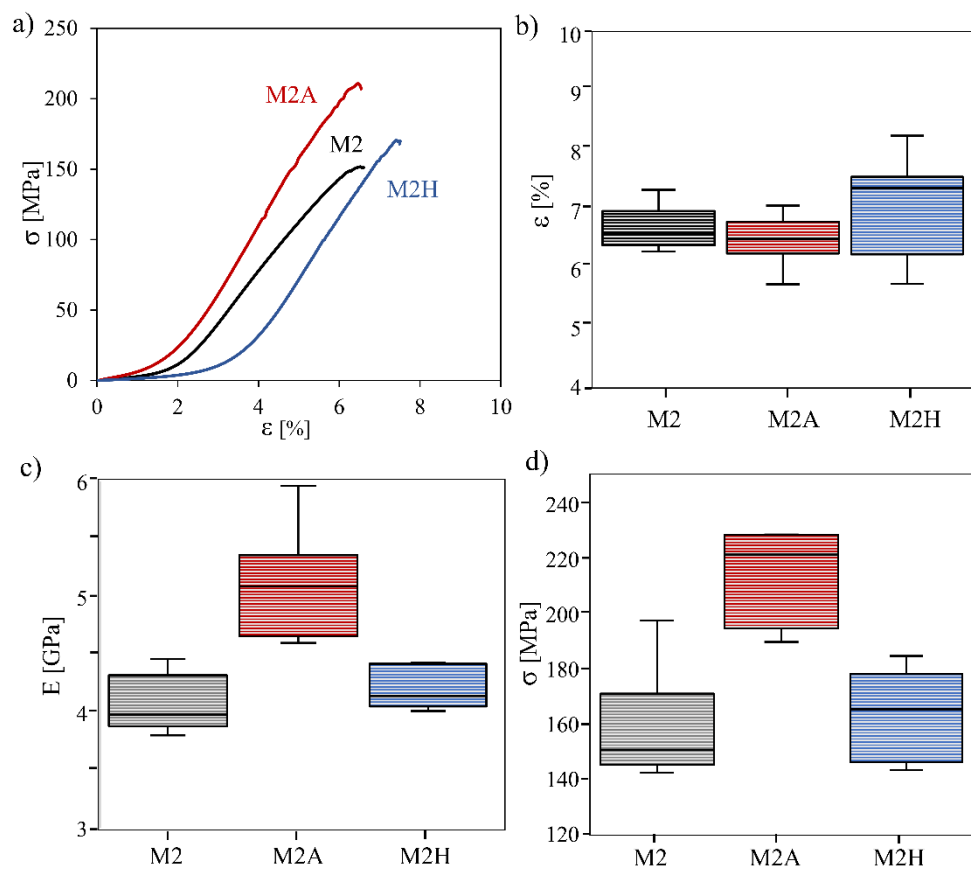 a)
250
200
150
100
50
0
σ [MPa]
M2A
M2
M2H
0 2 4 6 8 10
ε [%]
b)
10
9
8
7
6
5
4
ε [%]
M2 M2A M2H
c)
6
5
4
3
E [GPa]
M2 M2A M2H
d)
240
220
200
180
160
140
120
σ [MPa]
M2 M2A M2H